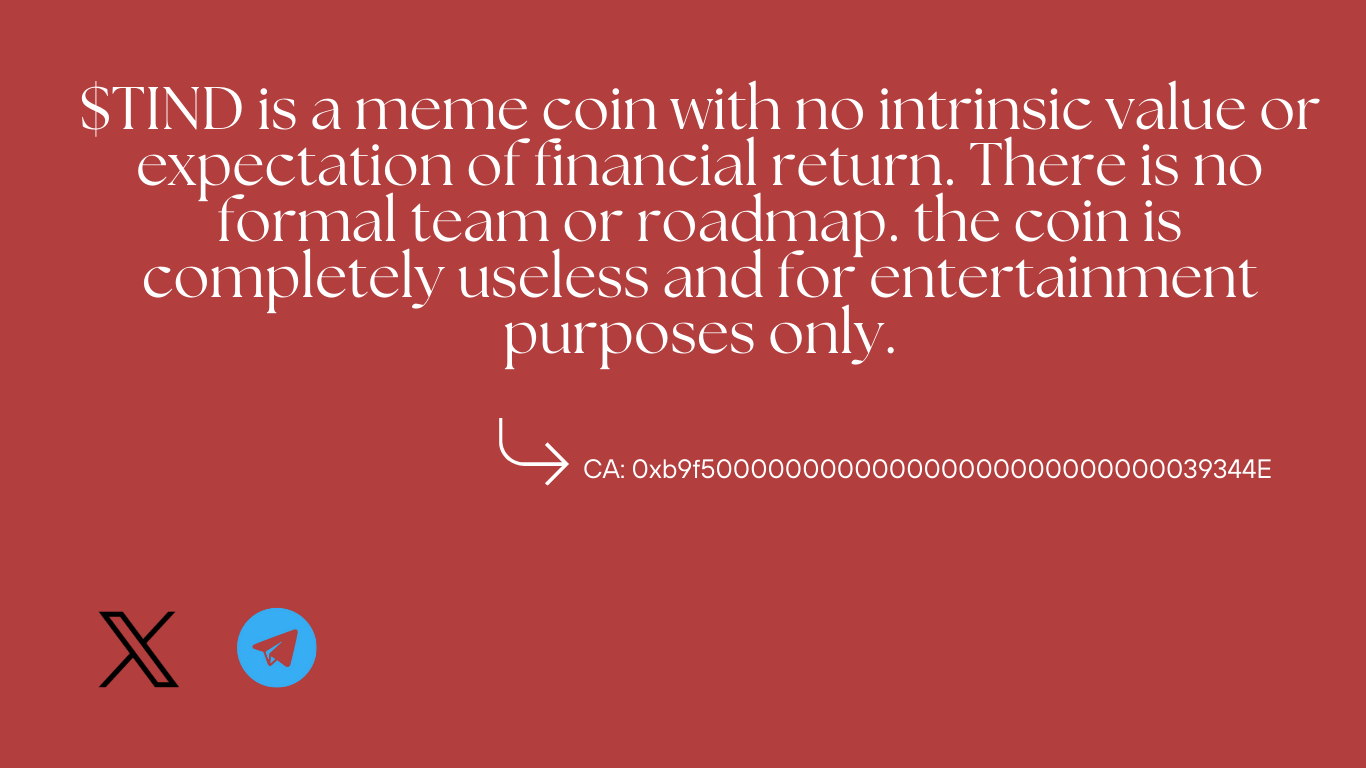 $TIND is a meme coin with no intrinsic value or
expectation of financial return. There is no
formal team or roadmap. the coin is
completely useless and for entertainment
purposes only.
CA: 0xb9f5000000000000000000000000000039344E